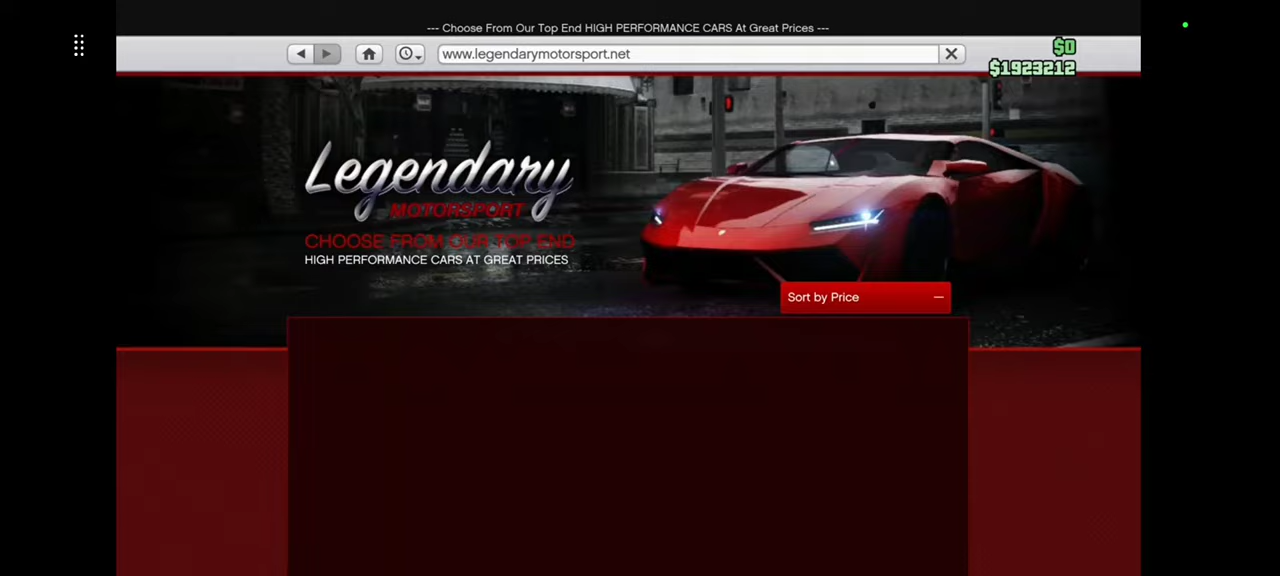 --- Choose From Our Top End HIGH PERFORMANCE CARS At Great Prices ---
$0
www.legendarymotorsport.net
$1923212
Legendary
MOTORSPORT
CHOOSE FROM OUR TOP END
HIGH PERFORMANCE CARS AT GREAT PRICES
Sort by Price